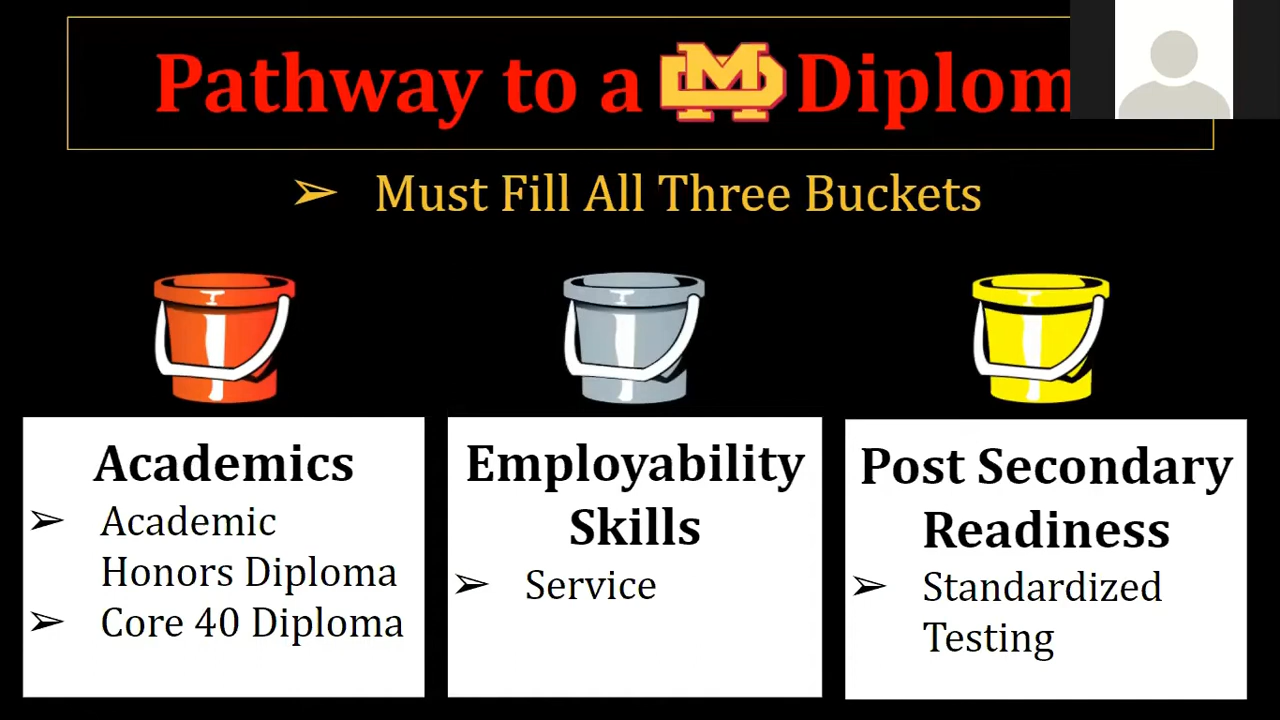 Pathway to a MD Diplom
➢ Must Fill All Three Buckets
Academics
➢ Academic
Honors Diploma
➢ Core 40 Diploma
Employability
Skills
➢ Service
Post Secondary
Readiness
➢ Standardized
Testing